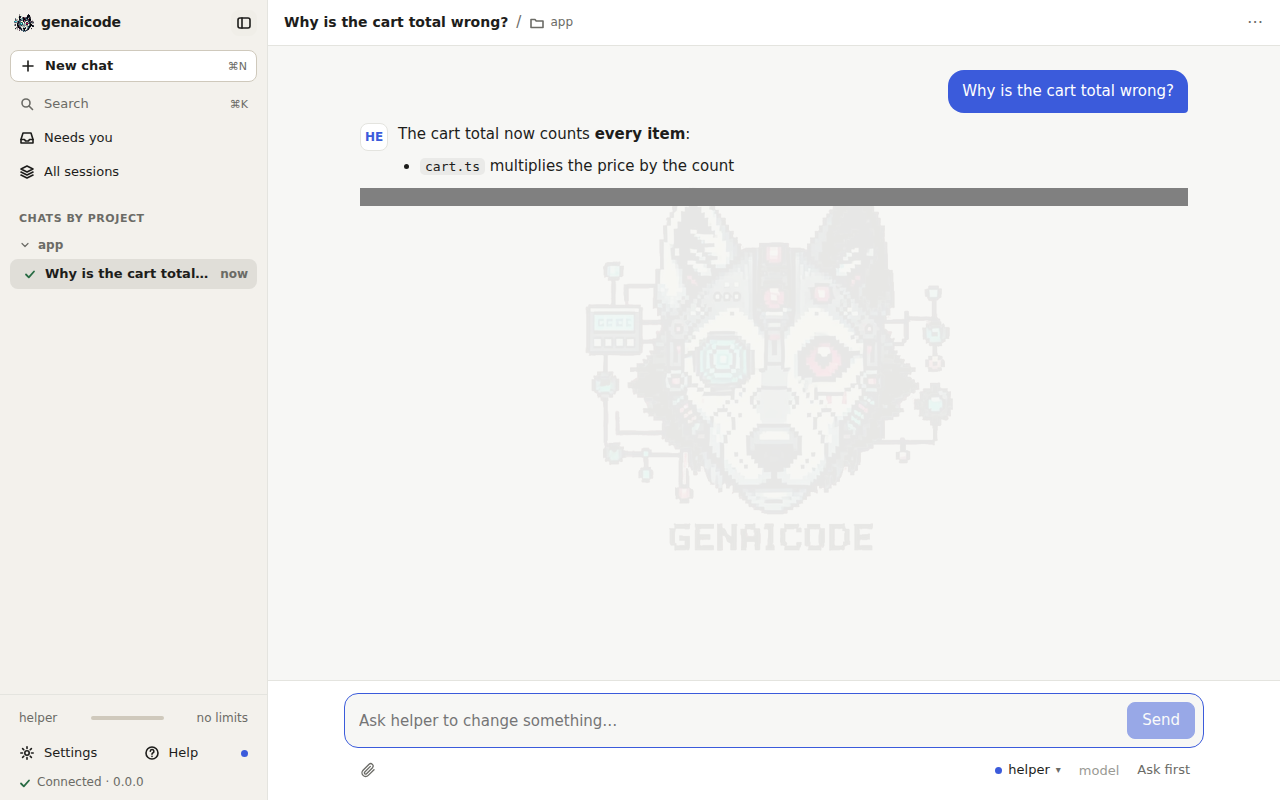 genaicode
New chat ⌘N
Search ⌘K
Needs you
All sessions
CHATS BY PROJECT
app
Why is the cart total... now
helper no limits
Settings Help
Connected · 0.0.0
Why is the cart total wrong? / app
Why is the cart total wrong?
HE The cart total now counts every item:
• cart.ts multiplies the price by the count
GENAICODE
Ask helper to change something... Send
helper model Ask first